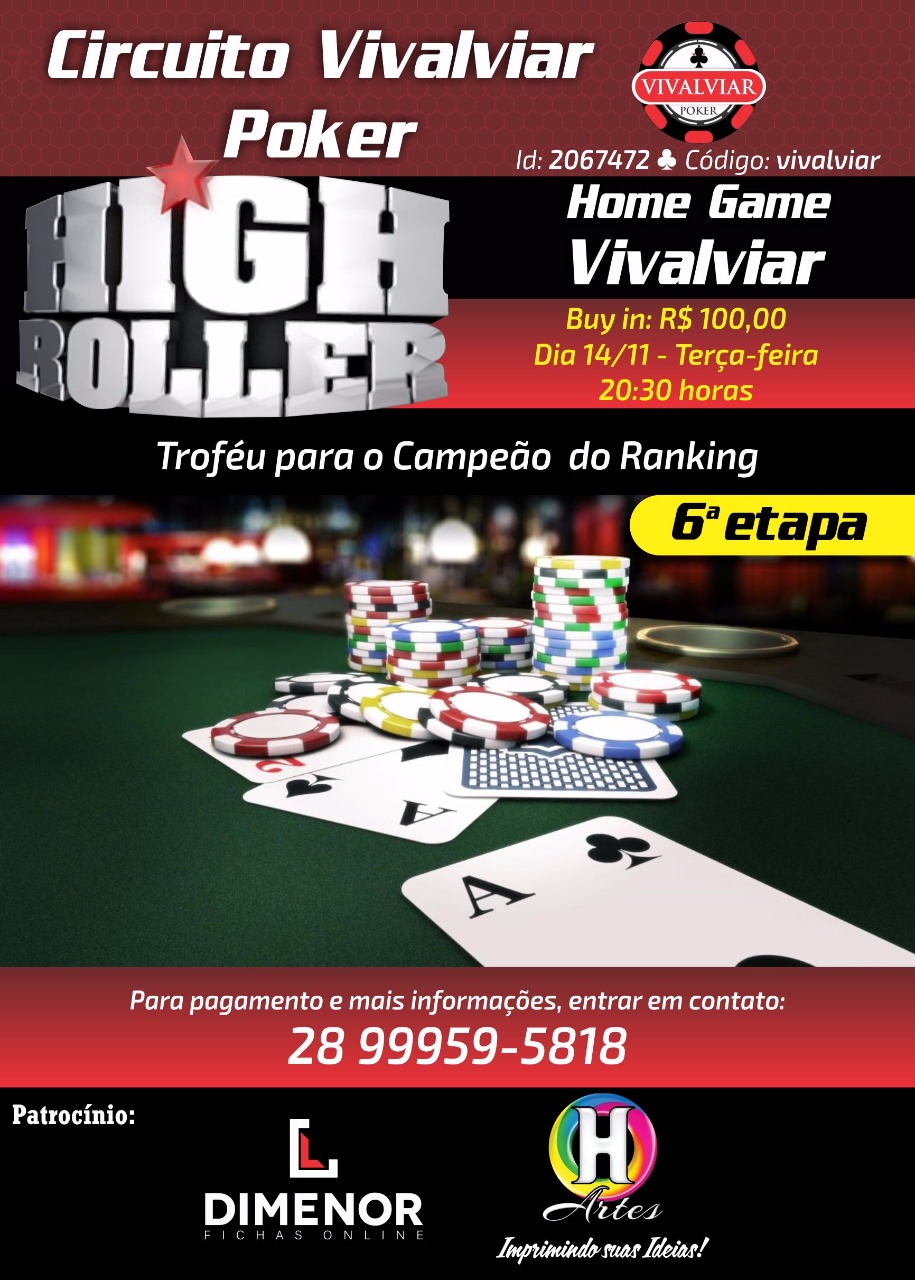 Circuito Vivalviar
Poker
VIVALVIAR
POKER
Id: 2067472 ♣ Código: vivalviar
HIGH
ROLLER
Home Game
Vivalviar
Buy in: R$ 100,00
Dia 14/11 - Terça-feira
20:30 horas
Troféu para o Campeão do Ranking
6ª etapa
2
A
A
Para pagamento e mais informações, entrar em contato:
28 99959-5818
Patrocínio:
L
DIMENOR
FICHAS ONLINE
H
Artes
Imprimindo suas Ideias!